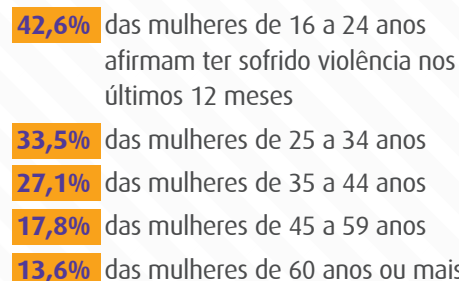 42,6% das mulheres de 16 a 24 anos
afirmam ter sofrido violência nos
últimos 12 meses
33,5% das mulheres de 25 a 34 anos
27,1% das mulheres de 35 a 44 anos
17,8% das mulheres de 45 a 59 anos
13,6% das mulheres de 60 anos ou mais